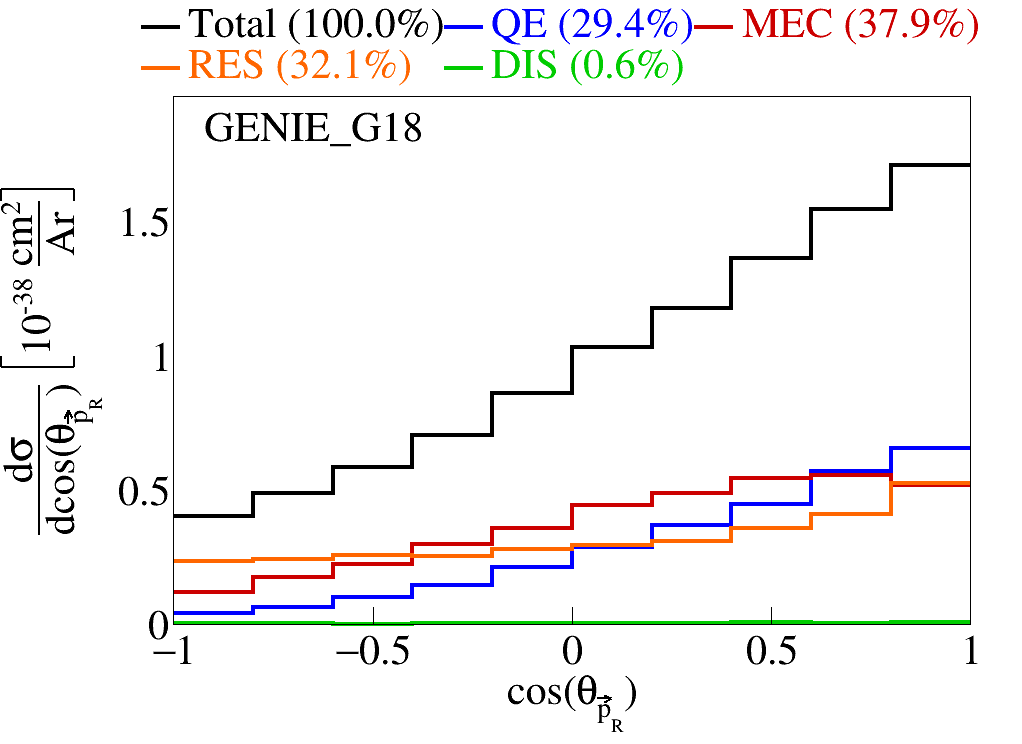 Total (100.0%) QE (29.4%) MEC (37.9%)
RES (32.1%) DIS (0.6%)
GENIE_G18
dσ
dcos(θ p⃗ R)
[10-38 cm2
Ar]
1.5
1
0.5
0
−1 −0.5 0 0.5 1
cos(θ p⃗ R)